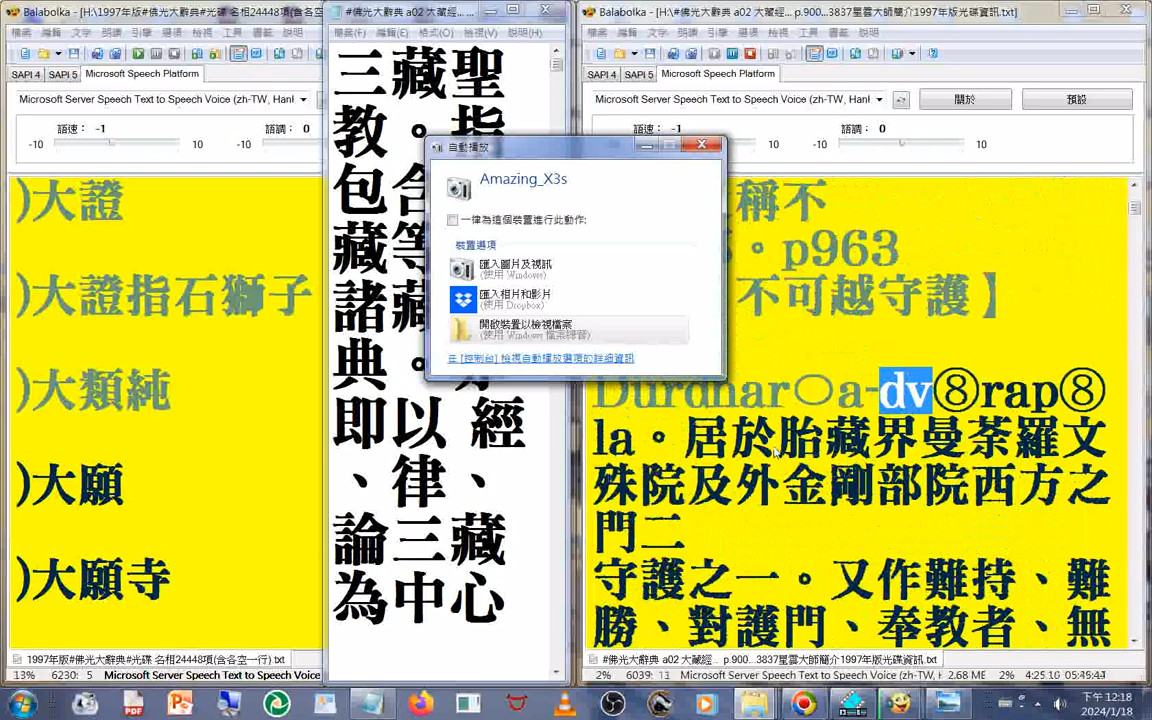 Balabolka - [H:\1997年版#佛光大辭典#光碟 名相24448項(含各空
檔案 編輯 文字 朗讀 引擎 選項 檢視 工具 書籤 說明
SAPI 4 SAPI 5 Microsoft Speech Platform
Microsoft Server Speech Text to Speech Voice (zh-TW, Hanl
語速： -1 語調： 0
-10 10 -10
)大證
)大證指石獅子
)大類純
)大願
)大願寺
1997年版#佛光大辭典#光碟 名相24448項(含各空一行).txt
13% 6230: 5 Microsoft Server Speech Text to Speech Voice
#佛光大辭典 a02 大藏經... ...
檔案(F) 編輯(E) 格式(O) 檢視(V) 說明(H)
三藏聖
教。指
包含
藏等
諸藏
典。
即以經
、律、
論三藏
為中心
自動播放
Amazing_X3s
一律為這個裝置進行此動作:
裝置選項
匯入圖片及視訊
(使用 Windows)
匯入相片和影片
(使用 Dropbox)
開啟裝置以檢視檔案
(使用 Windows 檔案總管)
在 [控制台] 檢視自動播放選項的詳細資訊
Balabolka - [H:\#佛光大辭典 a02 大藏經... p.900...3837星雲大師簡介1997年版光碟資訊.txt]
檔案 編輯 文字 朗讀 引擎 選項 檢視 工具 書籤 說明
SAPI 4 SAPI 5 Microsoft Speech Platform
Microsoft Server Speech Text to Speech Voice (zh-TW, Hanl
關於 預設
語速： -1 語調： 0
-10 10 -10 10
稱不
。p963
不可越守護】
Durdhar○a-dv⑧rap⑧
la。居於胎藏界曼荼羅文
殊院及外金剛部院西方之
門二
守護之一。又作難持、難
勝、對護門、奉教者、無
#佛光大辭典 a02 大藏經... p.900...3837星雲大師簡介1997年版光碟資訊.txt
2% 6039: 11 Microsoft Server Speech Text to Speech Voice (zh-TW, H 2.68 ME 2% 4:25
下午 12:18
2024/1/18